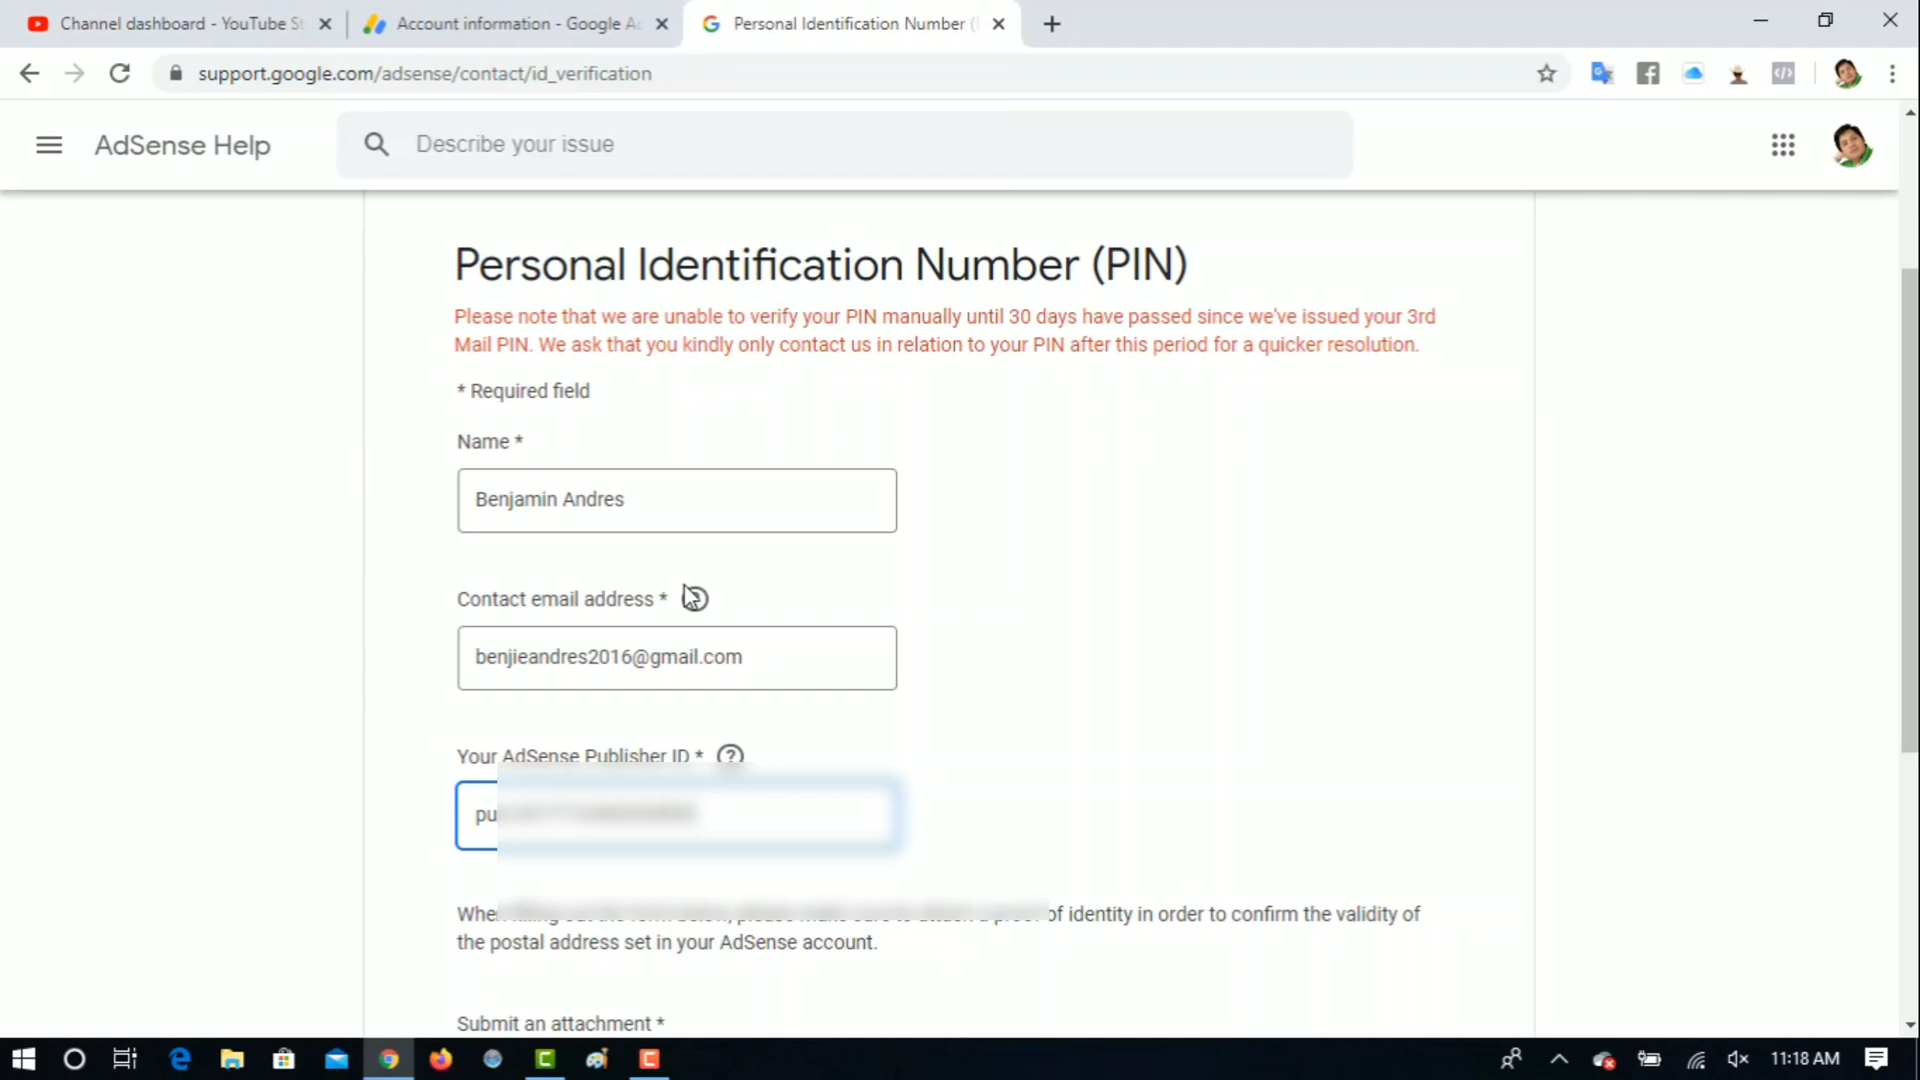 Channel dashboard - YouTube St
Account information - Google Ac
Personal Identification Number (
support.google.com/adsense/contact/id_verification
AdSense Help
Describe your issue
Personal Identification Number (PIN)
Please note that we are unable to verify your PIN manually until 30 days have passed since we've issued your 3rd
Mail PIN. We ask that you kindly only contact us in relation to your PIN after this period for a quicker resolution.
* Required field
Name *
Benjamin Andres
Contact email address *
benjieandres2016@gmail.com
Your AdSense Publisher ID *
pu
When of identity in order to confirm the validity of
the postal address set in your AdSense account.
Submit an attachment *
11:18 AM